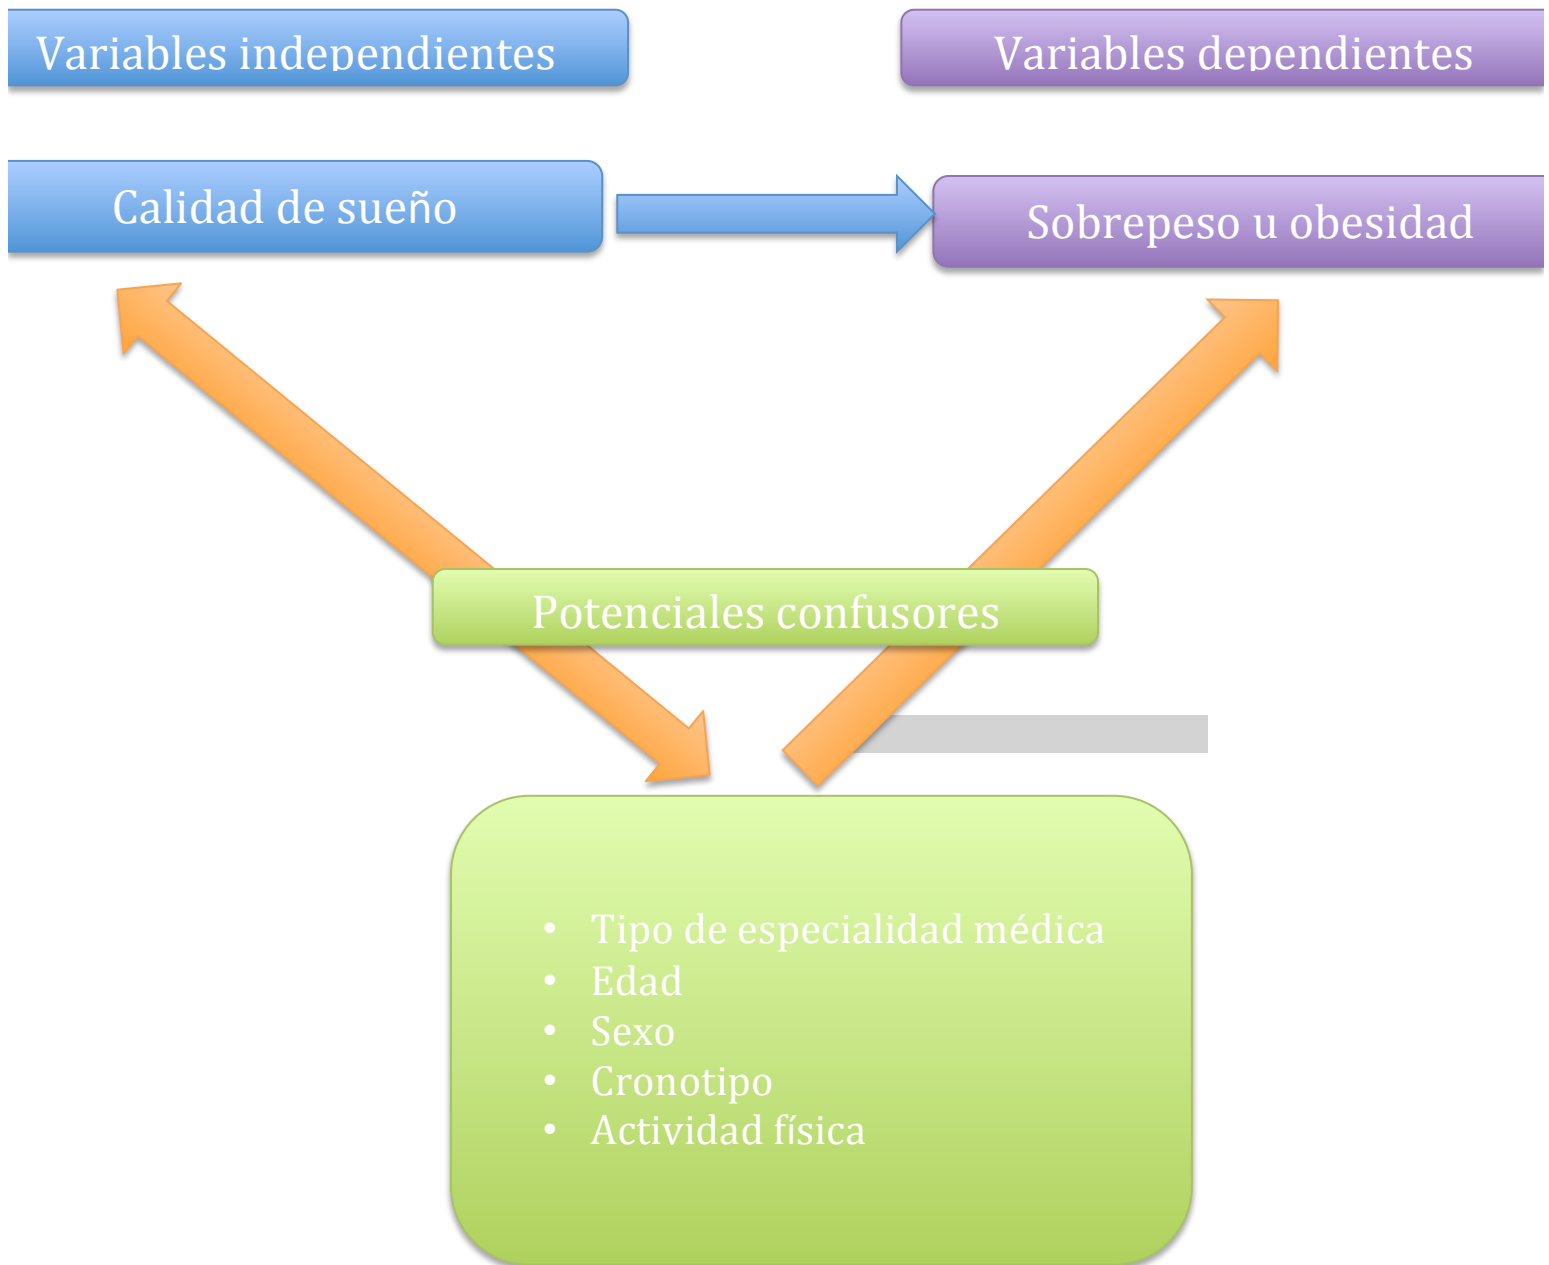 Variables independientes
Variables dependientes
Calidad de sueño
Sobrepeso u obesidad
Potenciales confusores
• Tipo de especialidad médica
• Edad
• Sexo
• Cronotipo
• Actividad física